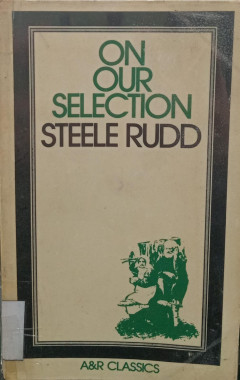 ON
OUR
SELECTION
STEELE RUDD
A&R CLASSICS